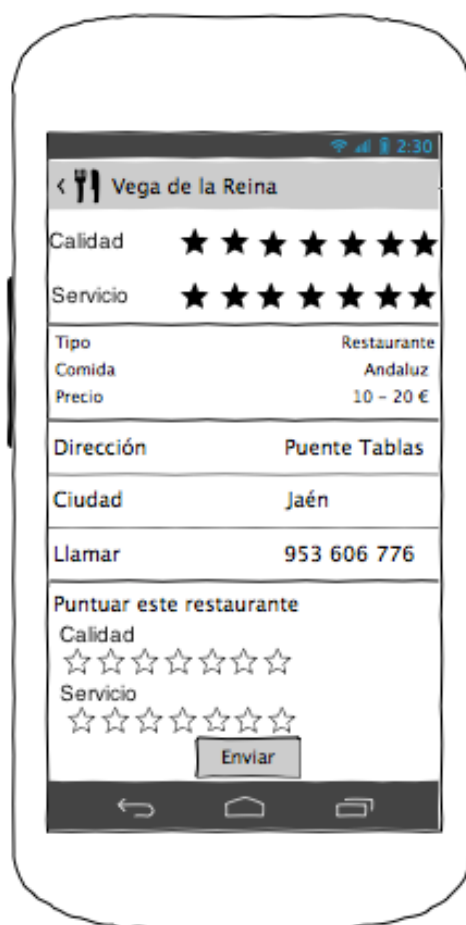 2:30
Vega de la Reina
Calidad
Servicio
Tipo Restaurante
Comida Andaluz
Precio 10 – 20 €
Dirección Puente Tablas
Ciudad Jaén
Llamar 953 606 776
Puntuar este restaurante
Calidad
Servicio
Enviar